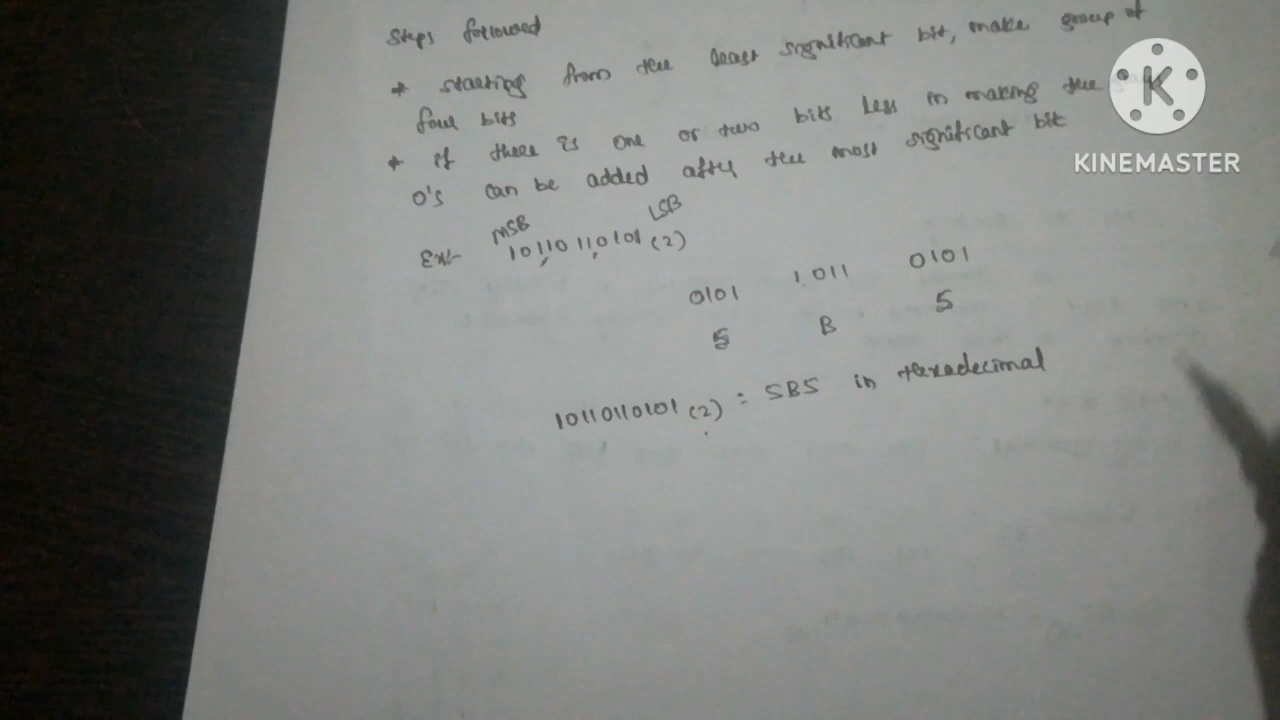 Steps followed
* starting from the least significant bit, make group of
four bits
* if there is one or two bits less in making the
0's can be added after the most significant bit
MSB LSB
Ex:- 10110110101 (2)
0101 1011 0101
5 B 5
10110110101 (2) = 5B5 in Hexadecimal
KINEMASTER